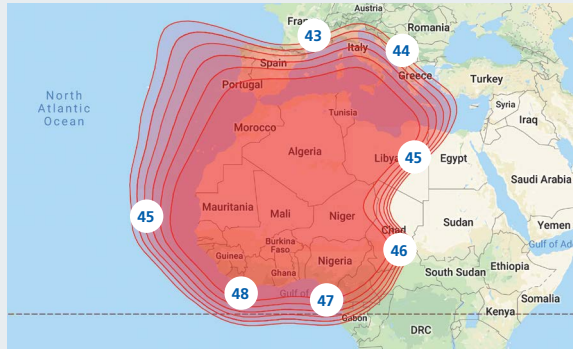 Austria
Fran
43
Romania
Italy
44
Spain
Greece
Turkey
Portugal
North
Atlantic
Ocean
Syria
Tunisia
Iraq
Morocco
Algeria
Libya
45
Egypt
Saudi Arabia
Mauritania
45
Mali
Niger
Sudan
Yemen
Chad
Burkina
Faso
46
Gulf of Ad
Guinea
Nigeria
Ghana
South Sudan
Ethiopia
48
Gulf of
47
Somalia
Gabon
Kenya
DRC